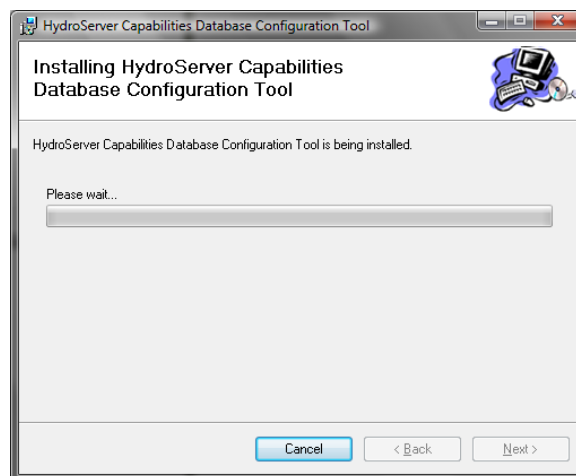 HydroServer Capabilities Database Configuration Tool
Installing HydroServer Capabilities
Database Configuration Tool
HydroServer Capabilities Database Configuration Tool is being installed.
Please wait...
Cancel
< Back
Next >